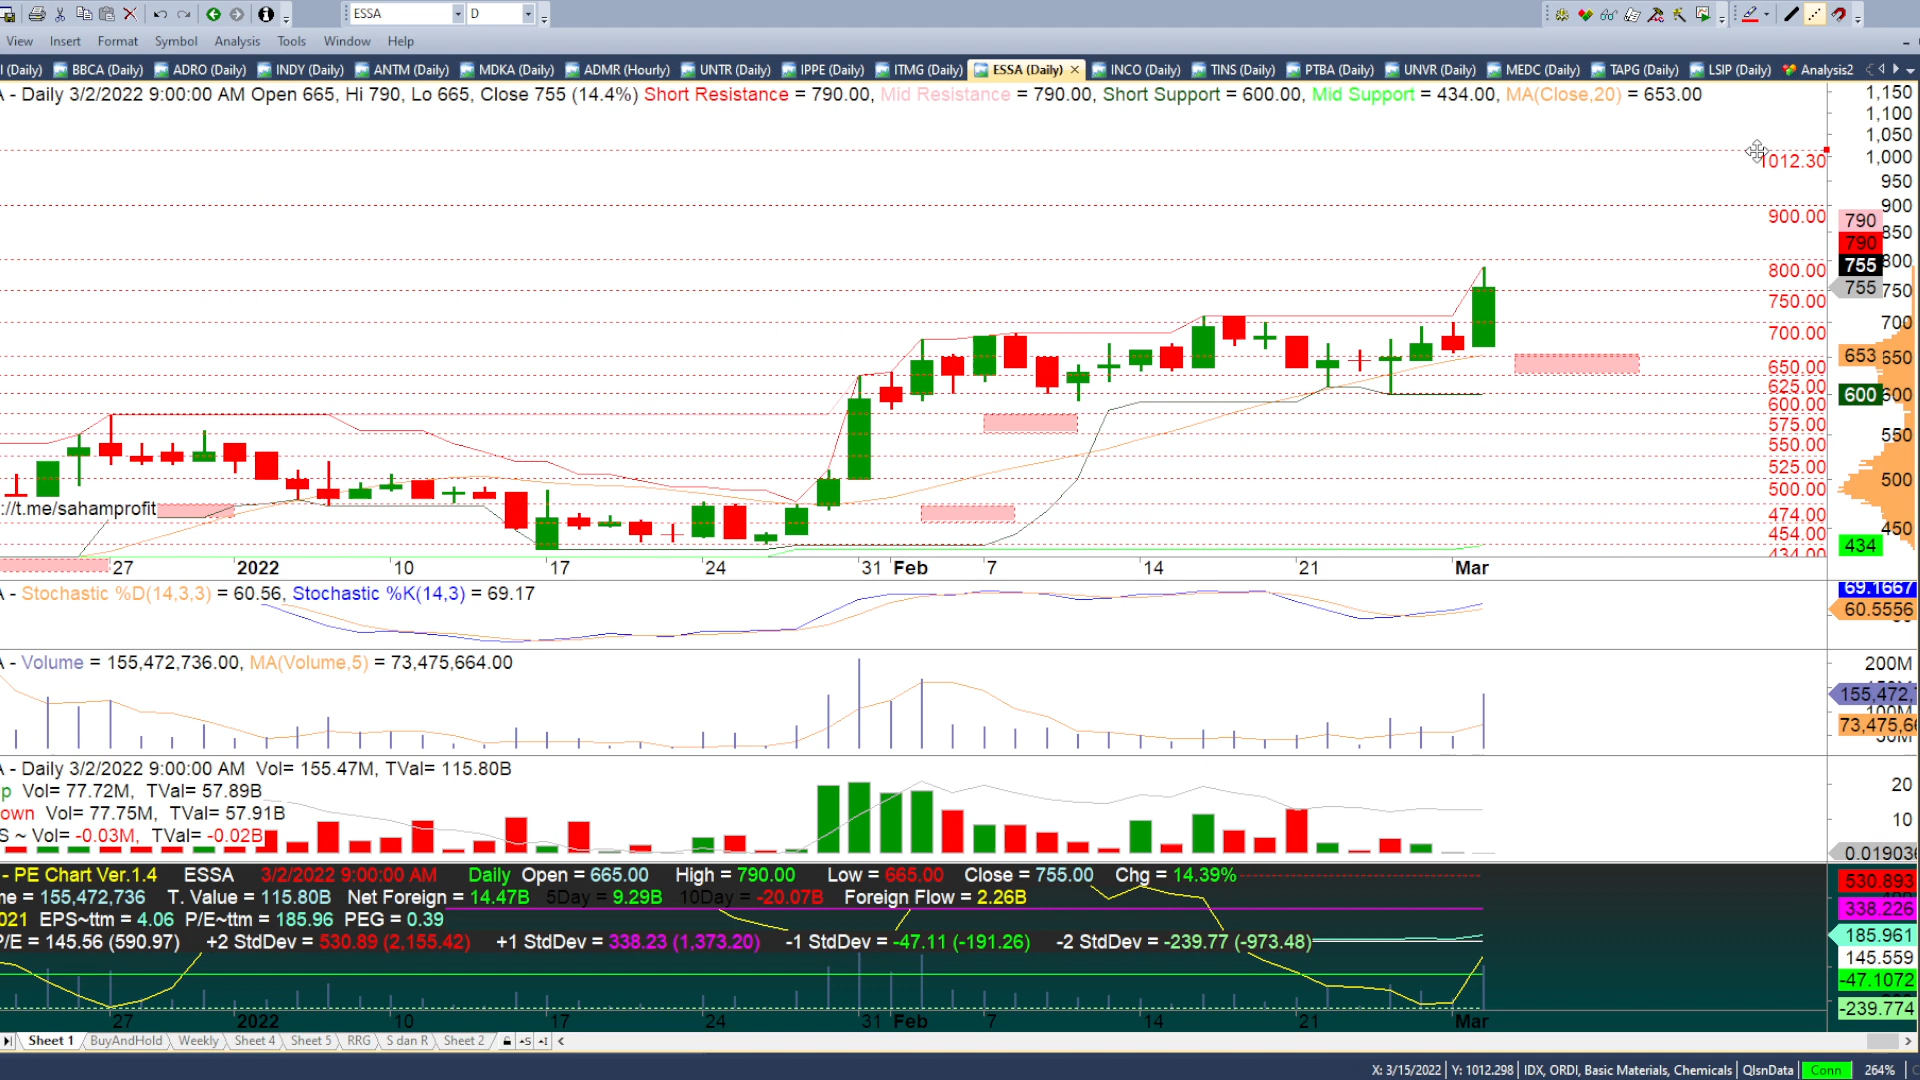 ESSA D
View Insert Format Symbol Analysis Tools Window Help
I (Daily) BBCA (Daily) ADRO (Daily) INDY (Daily) ANTM (Daily) MDKA (Daily) ADMR (Hourly) UNTR (Daily) IPPE (Daily) ITMG (Daily) ESSA (Daily) INCO (Daily) TINS (Daily) PTBA (Daily) UNVR (Daily) MEDC (Daily) TAPG (Daily) LSIP (Daily) Analysis2
A - Daily 3/2/2022 9:00:00 AM Open 665, Hi 790, Lo 665, Close 755 (14.4%) Short Resistance = 790.00, Mid Resistance = 790.00, Short Support = 600.00, Mid Support = 434.00, MA(Close,20) = 653.00
1,150
1,100
1,050
1,000
1012.30
950
900
900.00
790
850
790
755
800
800.00
755
750
750.00
700
700.00
653
650
650.00
625.00
600
600
600.00
575.00
550
550.00
525.00
500
500.00
://t.me/sahamprofit
474.00
450
454.00
434
434.00
27 2022 10 17 24 31 Feb 7 14 21 Mar
A - Stochastic %D(14,3,3) = 60.56, Stochastic %K(14,3) = 69.17
69.1667
60.5556
A - Volume = 155,472,736.00, MA(Volume,5) = 73,475,664.00
200M
155,472,7
100M
73,475,66
50M
A - Daily 3/2/2022 9:00:00 AM Vol= 155.47M, TVal= 115.80B
p Vol= 77.72M, TVal= 57.89B
own Vol= 77.75M, TVal= 57.91B
S ~ Vol= -0.03M, TVal= -0.02B
20
10
0.019036
- PE Chart Ver.1.4 ESSA 3/2/2022 9:00:00 AM Daily Open = 665.00 High = 790.00 Low = 665.00 Close = 755.00 Chg = 14.39%
me = 155,472,736 T. Value = 115.80B Net Foreign = 14.47B 5Day = 9.29B 10Day = -20.07B Foreign Flow = 2.26B
2021 EPS~ttm = 4.06 P/E~ttm = 185.96 PEG = 0.39
P/E = 145.56 (590.97) +2 StdDev = 530.89 (2,155.42) +1 StdDev = 338.23 (1,373.20) -1 StdDev = -47.11 (-191.26) -2 StdDev = -239.77 (-973.48)
530.893
338.226
185.961
145.559
-47.1072
-239.774
27 2022 10 17 24 31 Feb 7 14 21 Mar
Sheet 1 BuyAndHold Weekly Sheet 4 Sheet 5 RRG S dan R Sheet 2
X: 3/15/2022 Y: 1012.298 IDX, ORDI, Basic Materials, Chemicals QlsnData Conn 264%